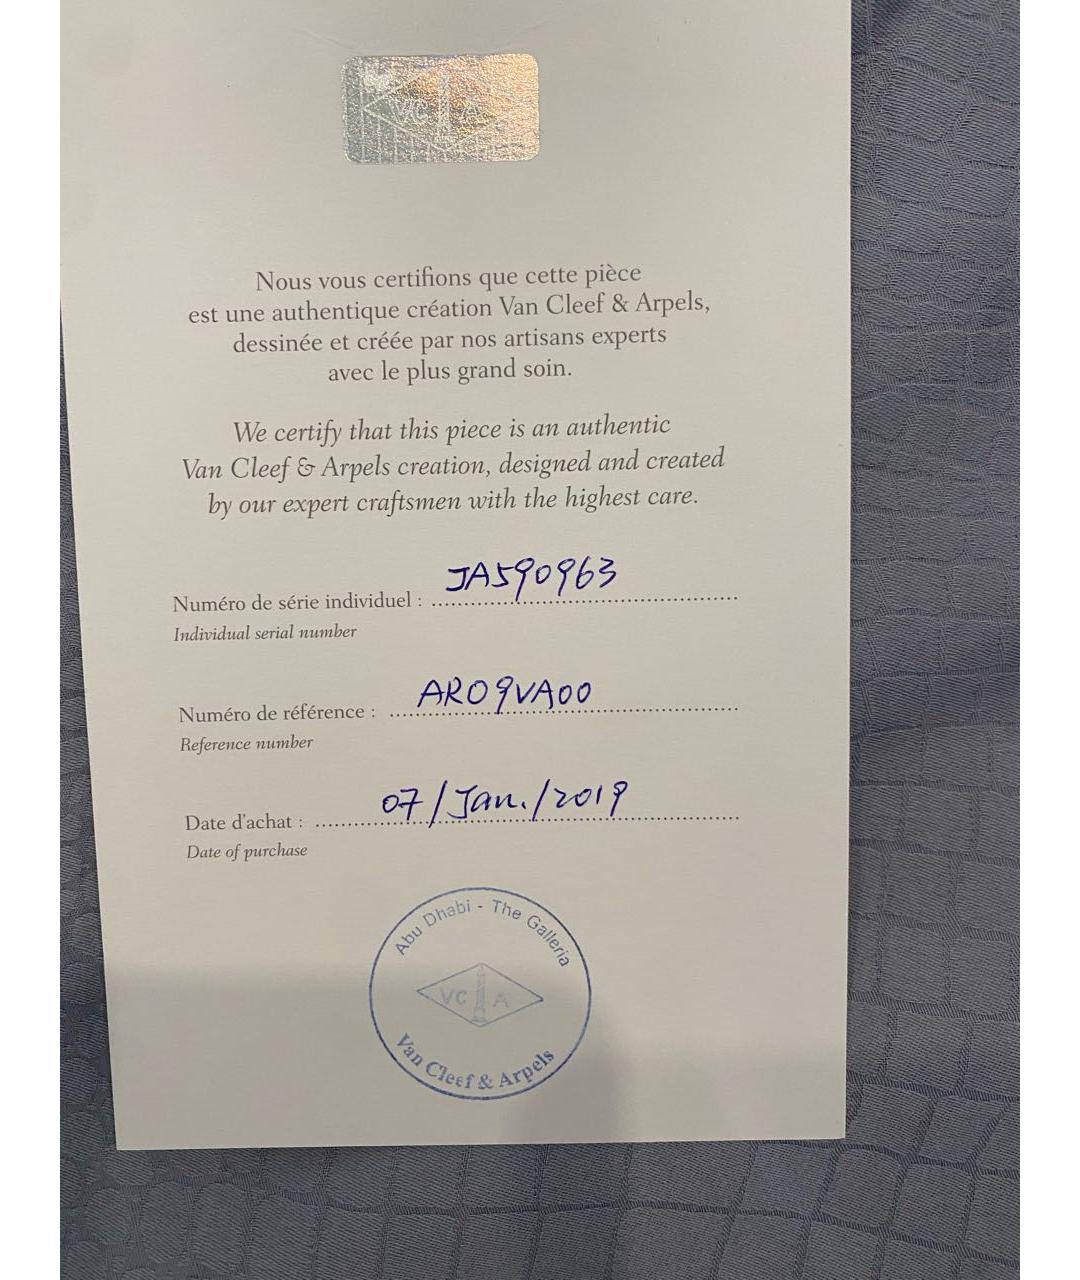 VC A
Nous vous certifions que cette pièce
est une authentique création Van Cleef & Arpels,
dessinée et créée par nos artisans experts
avec le plus grand soin.
We certify that this piece is an authentic
Van Cleef & Arpels creation, designed and created
by our expert craftsmen with the highest care.
Numéro de série individuel : JA590963
Individual serial number
Numéro de référence : ARO9VA00
Reference number
Date d'achat : 07/Jan./2019
Date of purchase
Abu Dhabi - The Galleria
VC A
Van Cleef & Arpels